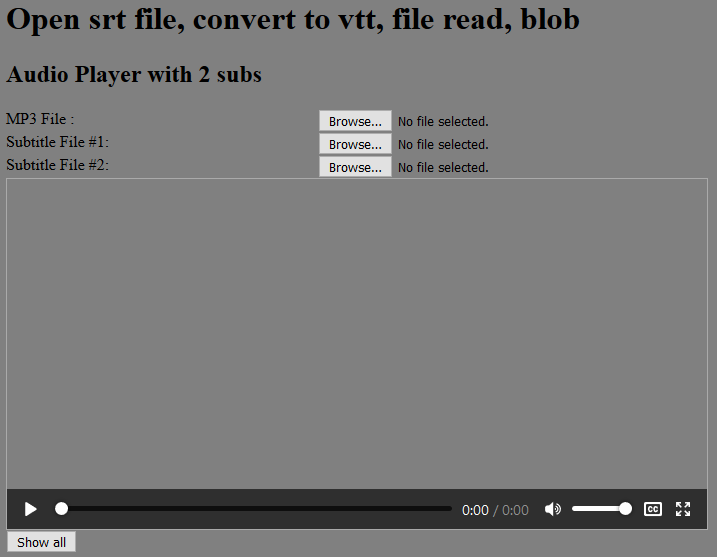 Open srt file, convert to vtt, file read, blob
Audio Player with 2 subs
MP3 File : Browse... No file selected.
Subtitle File #1: Browse... No file selected.
Subtitle File #2: Browse... No file selected.
0:00 / 0:00 CC
Show all